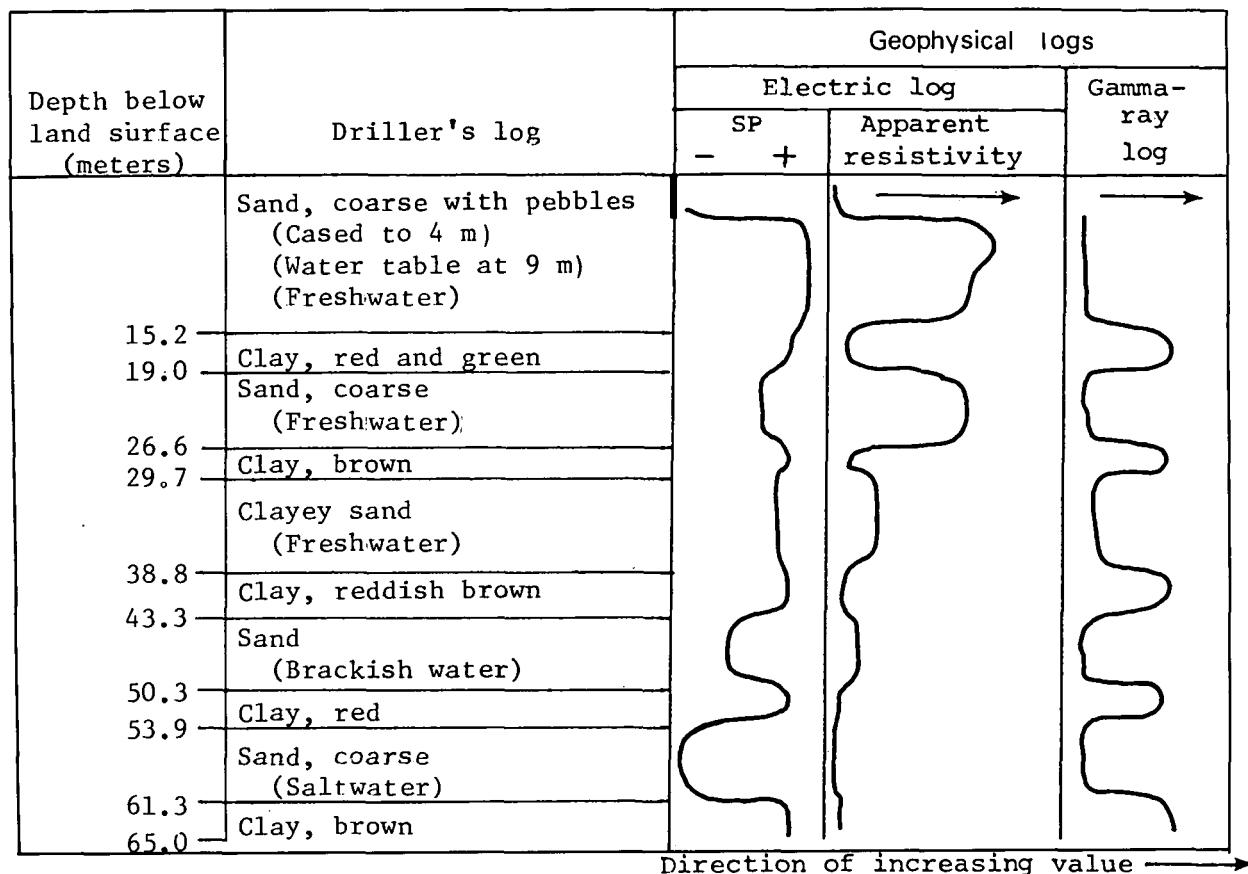 Geophysical logs
Electric log
Gamma-
ray
log
Depth below
land surface
(meters)
Driller's log
SP
- +
Apparent
resistivity
Sand, coarse with pebbles
(Cased to 4 m)
(Water table at 9 m)
(Freshwater)
15.2
Clay, red and green
19.0
Sand, coarse
(Freshwater)
26.6
Clay, brown
29.7
Clayey sand
(Freshwater)
38.8
Clay, reddish brown
43.3
Sand
(Brackish water)
50.3
Clay, red
53.9
Sand, coarse
(Saltwater)
61.3
Clay, brown
65.0
Direction of increasing value